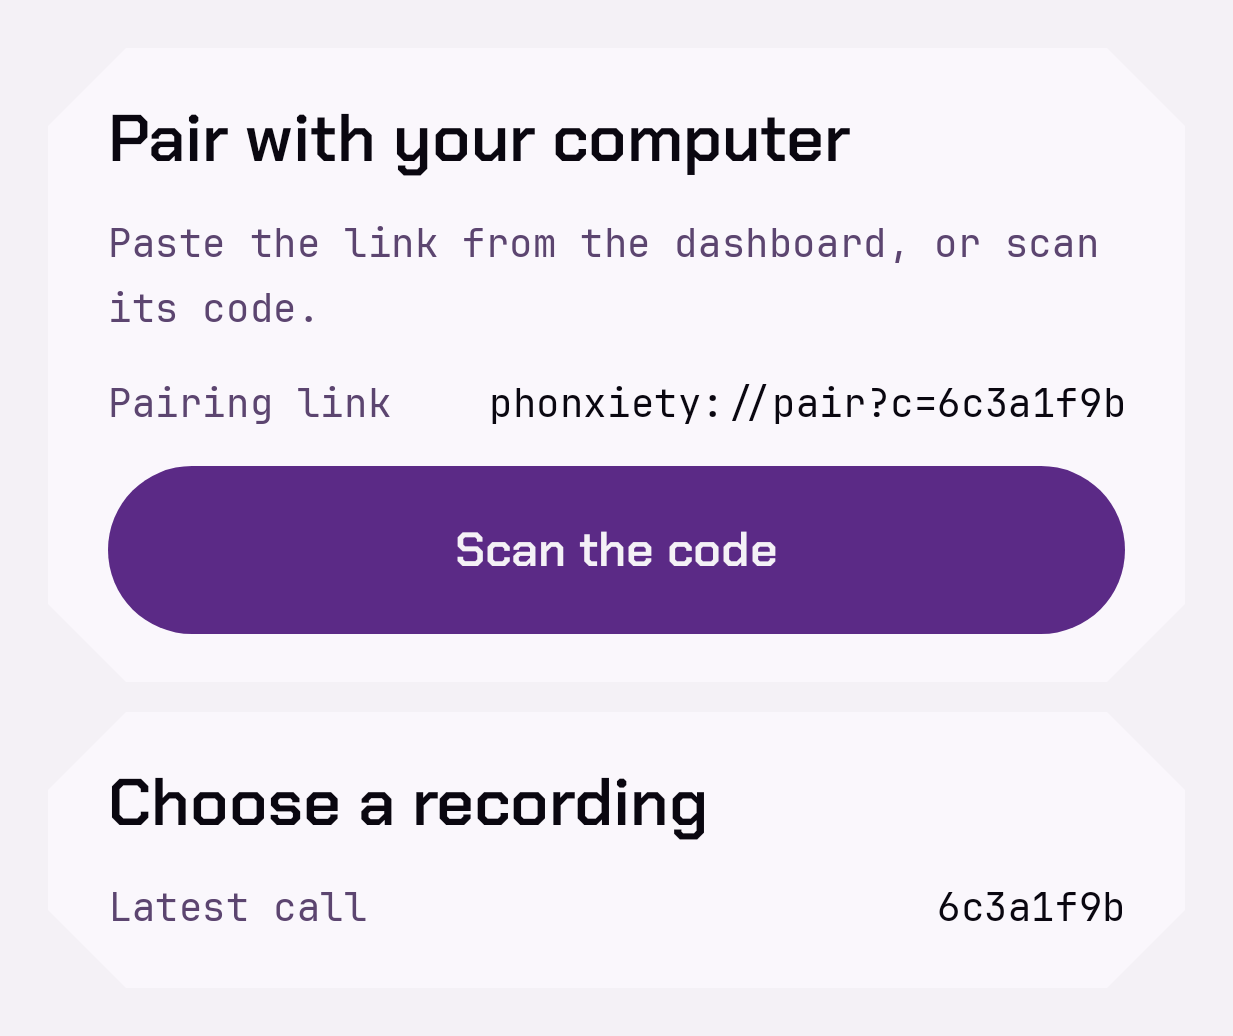 Pair with your computer
Paste the link from the dashboard, or scan
its code.
Pairing link phonxiety://pair?c=6c3a1f9b
Scan the code
Choose a recording
Latest call 6c3a1f9b